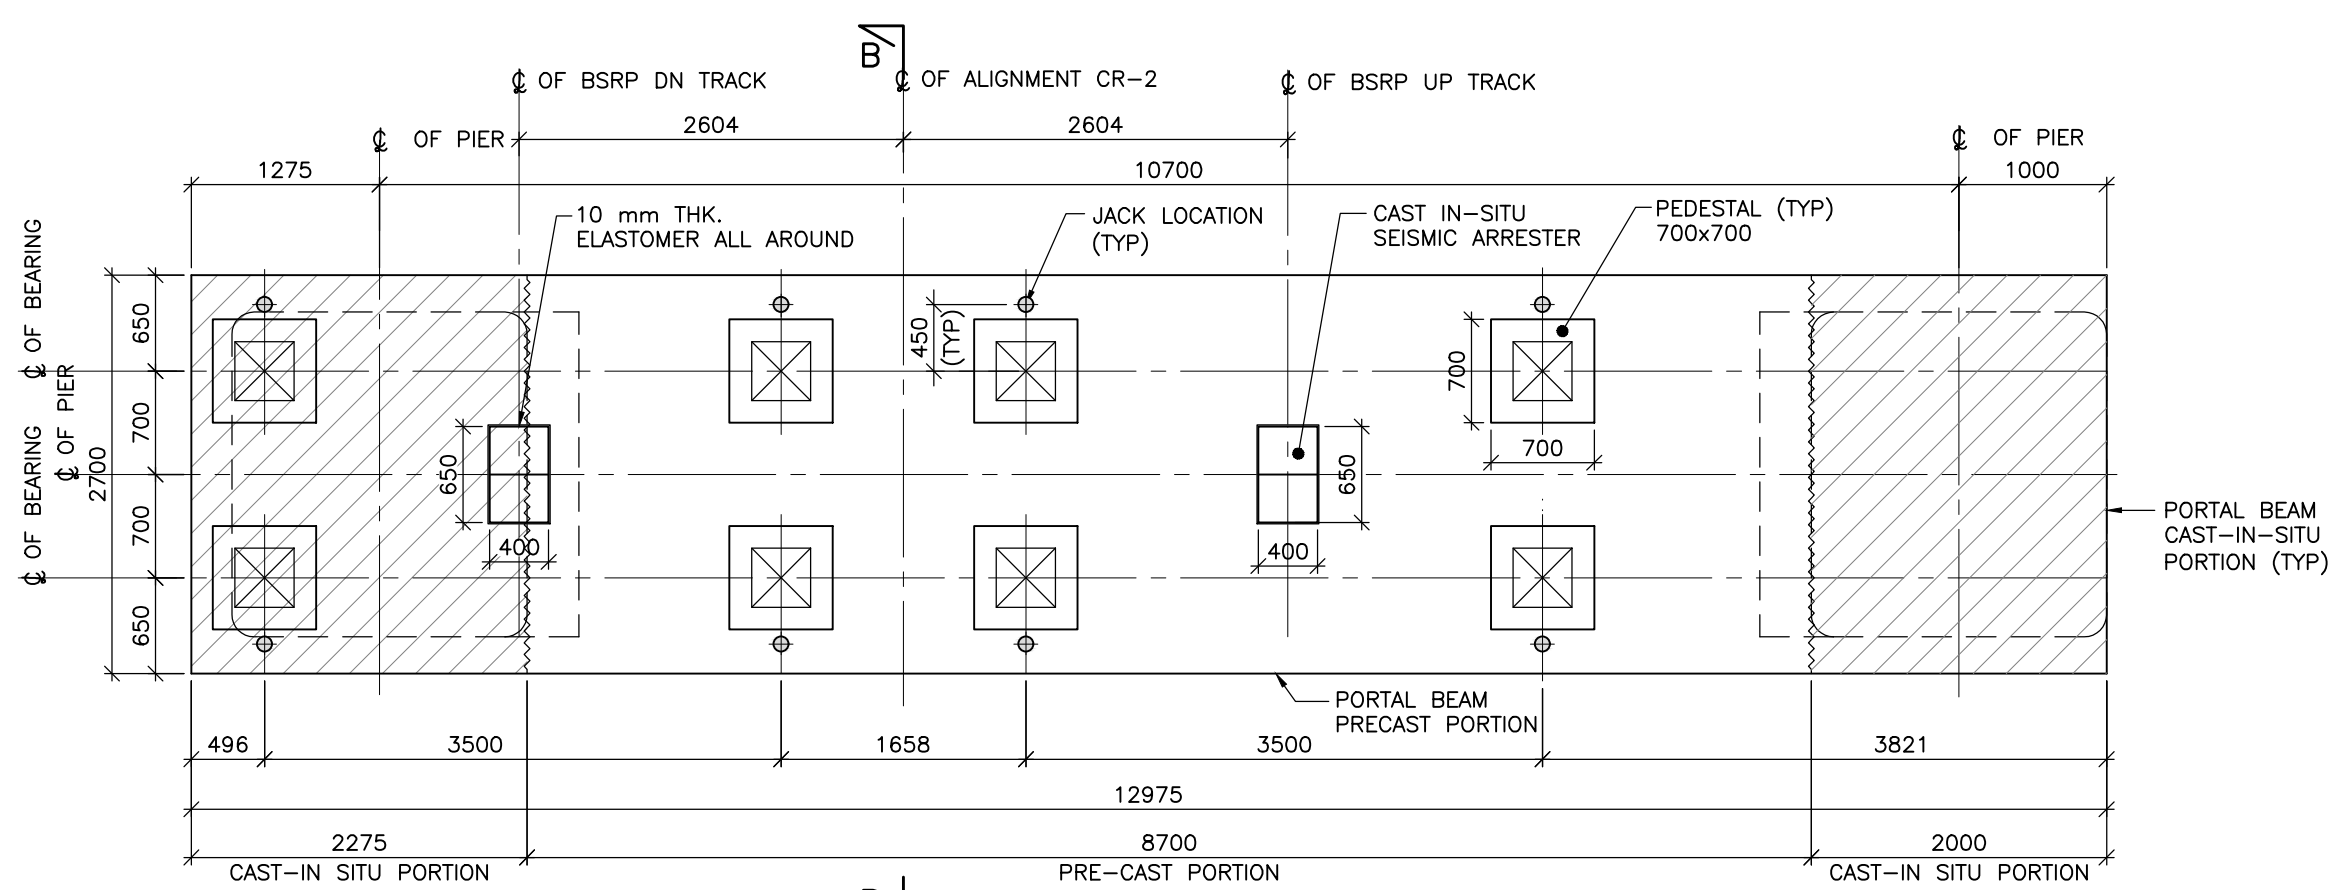 B
℄ OF BSRP DN TRACK
℄ OF ALIGNMENT CR-2
℄ OF BSRP UP TRACK
2604
2604
℄ OF PIER
℄ OF PIER
1275
10700
1000
10 mm THK.
ELASTOMER ALL AROUND
JACK LOCATION
(TYP)
CAST IN-SITU
SEISMIC ARRESTER
PEDESTAL (TYP)
700x700
℄ OF BEARING
℄ OF PIER
℄ OF BEARING
2700
650
700
700
650
450
(TYP)
700
700
650
400
650
400
PORTAL BEAM
CAST-IN-SITU
PORTION (TYP)
PORTAL BEAM
PRECAST PORTION
496
3500
1658
3500
3821
12975
2275
8700
2000
CAST-IN SITU PORTION
PRE-CAST PORTION
CAST-IN SITU PORTION